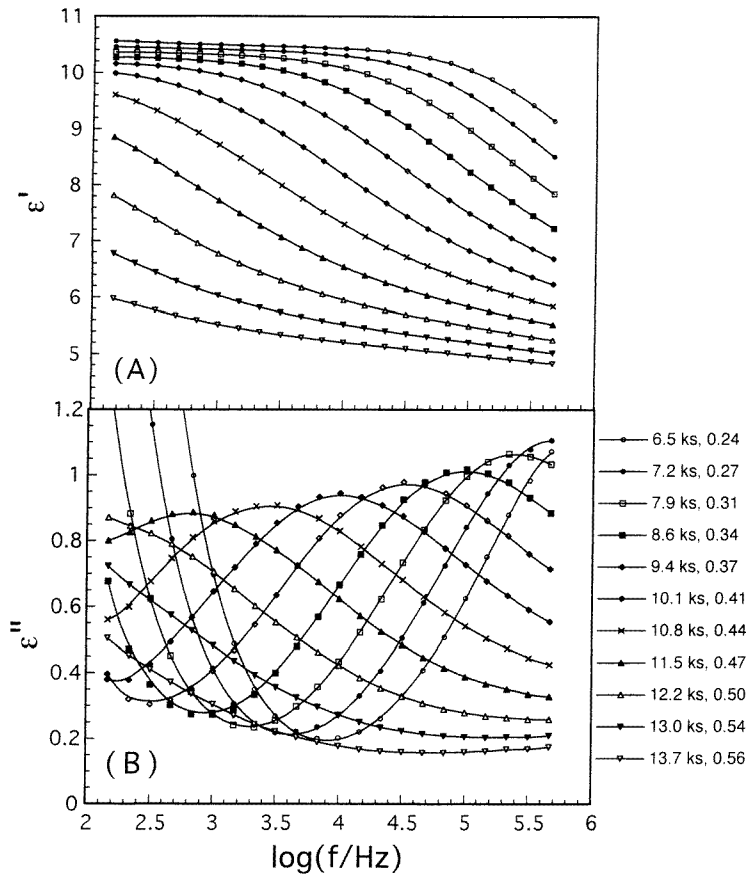 11
10
9
8
7
6
5
ε'
(A)
1.2
1
0.8
0.6
0.4
0.2
0
ε"
(B)
2 2.5 3 3.5 4 4.5 5 5.5 6
log(f/Hz)
6.5 ks, 0.24
7.2 ks, 0.27
7.9 ks, 0.31
8.6 ks, 0.34
9.4 ks, 0.37
10.1 ks, 0.41
10.8 ks, 0.44
11.5 ks, 0.47
12.2 ks, 0.50
13.0 ks, 0.54
13.7 ks, 0.56